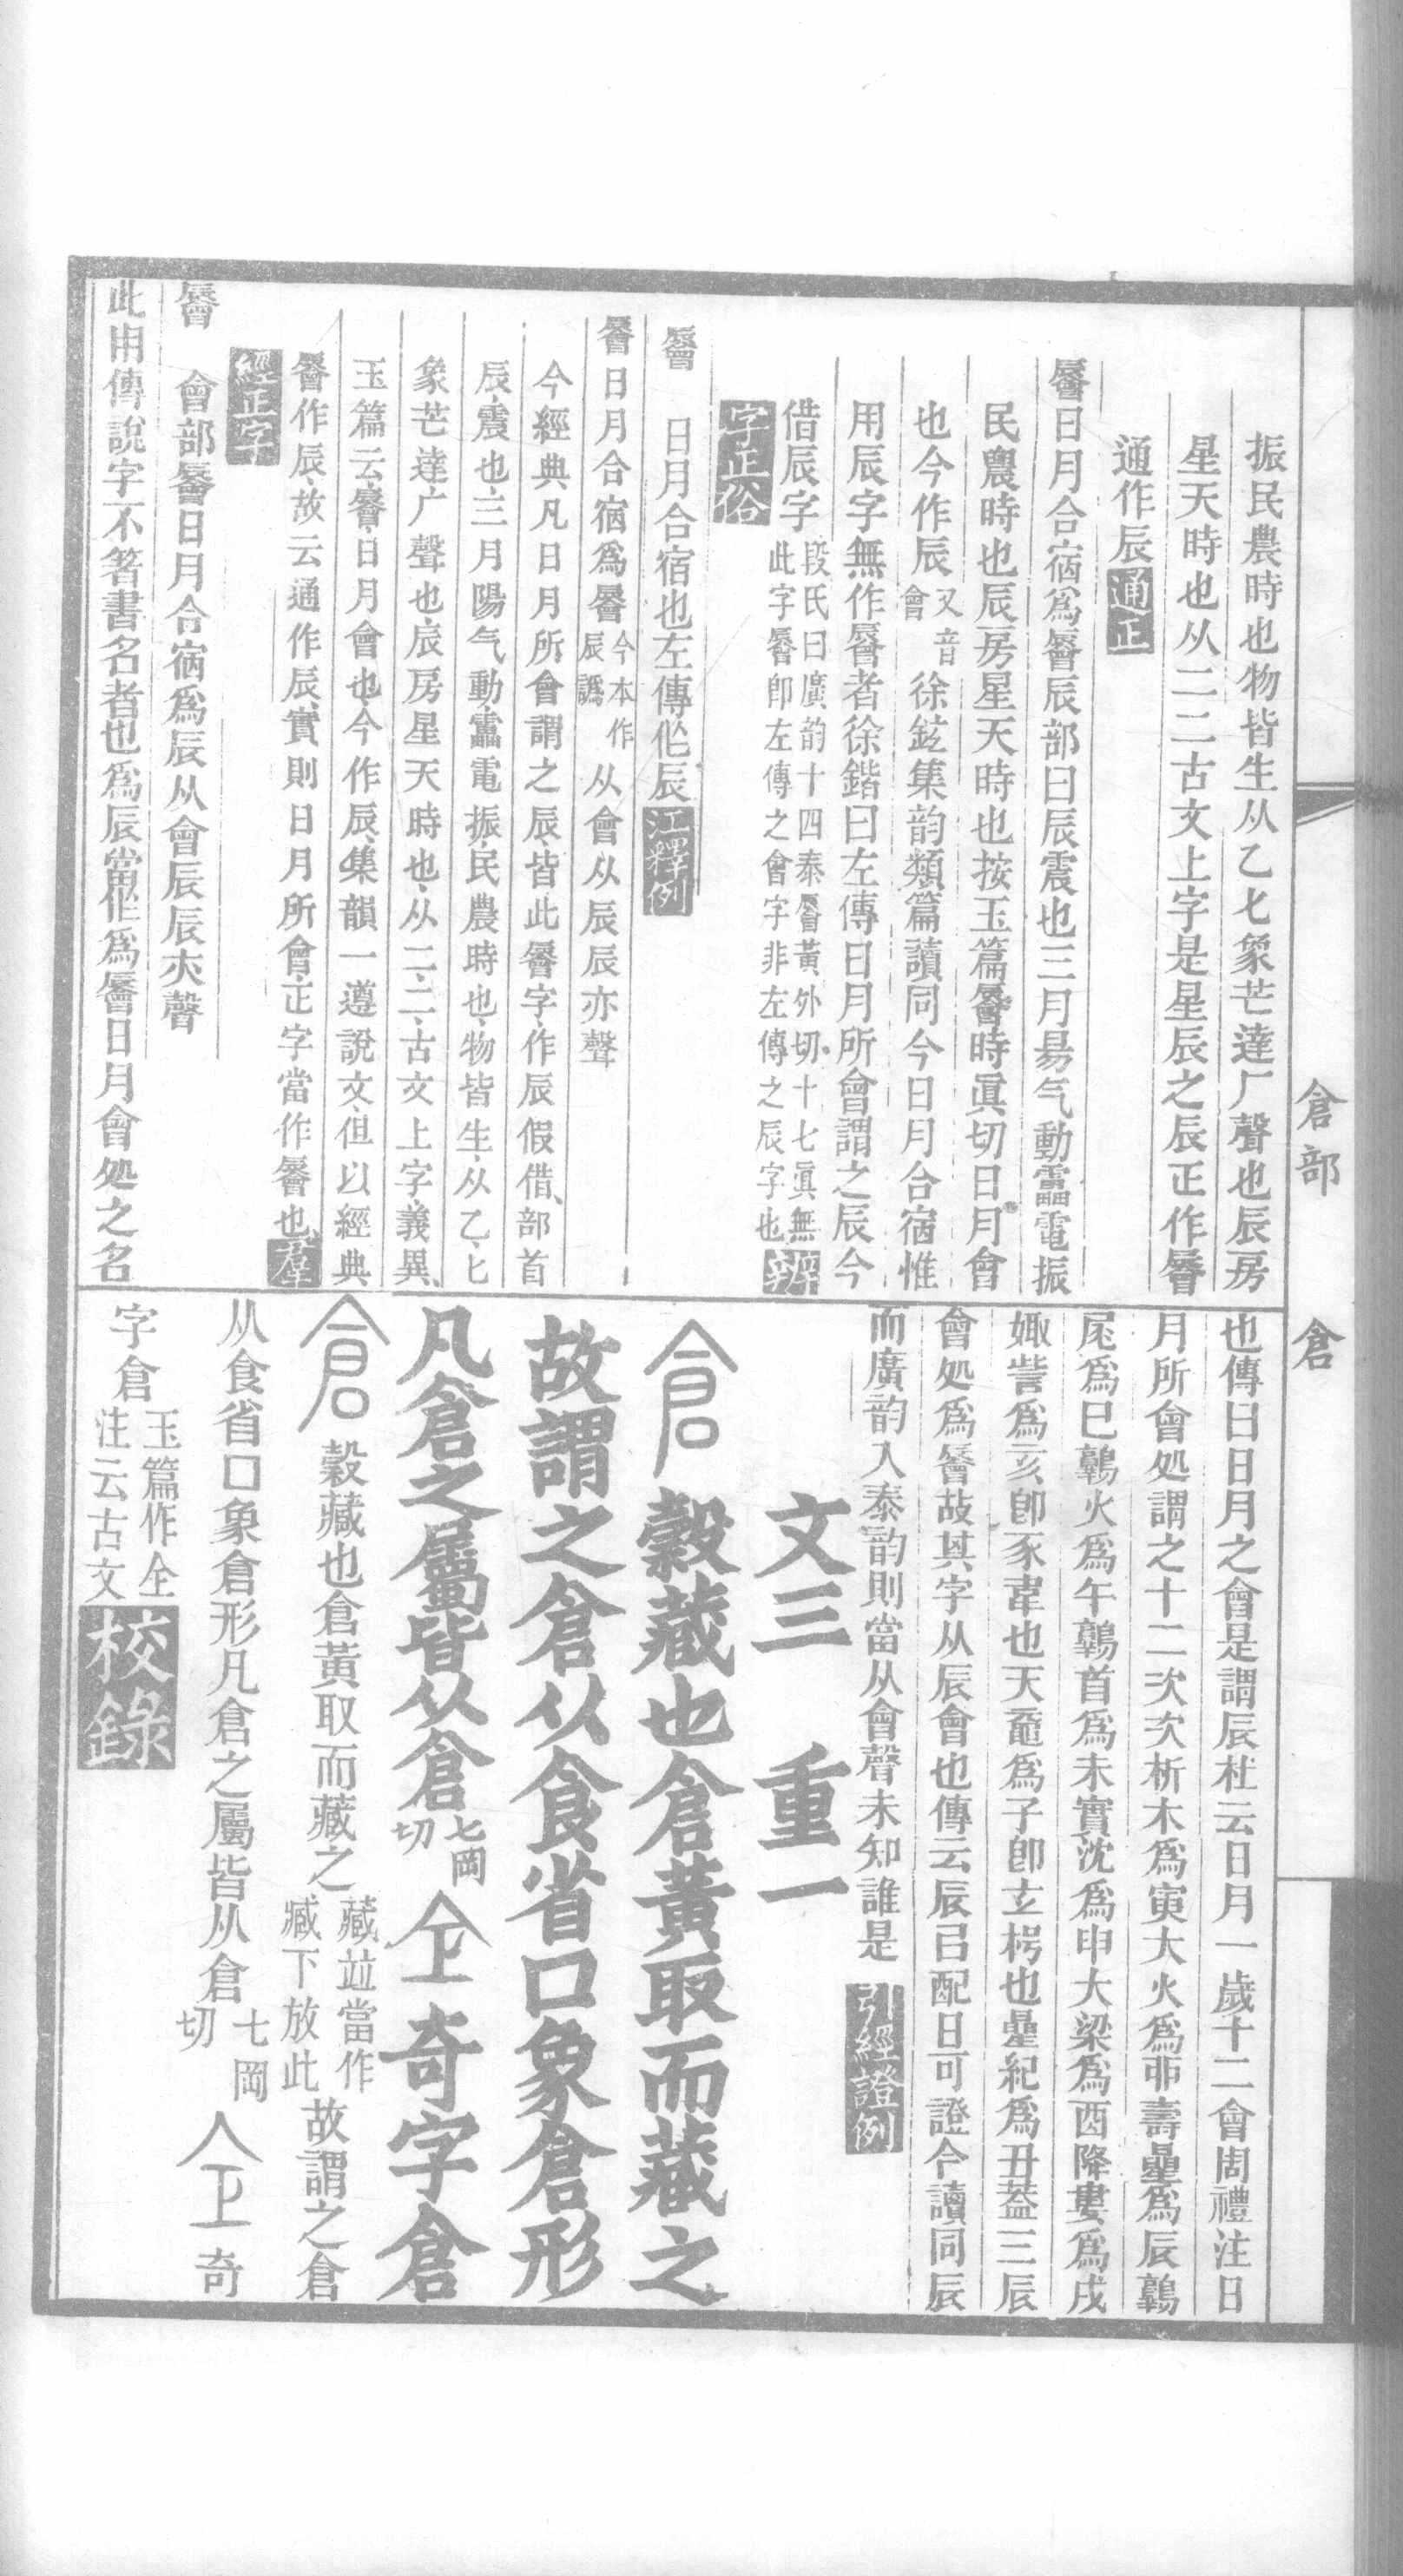 振民農時也物皆生从乙七象芒達厂聲也辰房
星天時也从二二古文上字是星辰之辰正作䢈
通作辰通正
䢈日月合宿爲䢈辰部曰辰震也三月昜气動靁電振
民農時也辰房星天時也按玉篇䢈時眞切日月會
也今作辰又音會徐鉉集韵類篇讀同今日月合宿惟
用辰字無作䢈者徐鍇曰左傳日月所會謂之辰今
借辰字段氏曰廣韵十四泰䢈黃外切十七眞無此字䢈卽左傳之會字非左傳之辰字也辨
字正俗
䢈 日月合宿也左傳作辰江釋例
䢈日月合宿爲䢈今本作辰譌从會从辰辰亦聲
今經典凡日月所會謂之辰皆此䢈字作辰假借部首
辰震也三月陽气動靁電振民農時也物皆生从乙匕
象芒達厂聲也辰房星天時也从二二古文上字義異
玉篇云䢈日月會也今作辰集韻一遵說文但以經典
䢈作辰故云通作辰實則日月所會正字當作䢈也羣
經正字
䢈 會部䢈日月合宿爲辰从會辰辰亦聲
此用傳說字不箸書名者也爲辰當作爲䢈日月會処之名
也傳曰日月之會是謂辰杜云日月一歲十二會周禮注日
月所會処謂之十二次次析木爲寅大火爲卯壽曐爲辰鶉
尾爲巳鶉火爲午鶉首爲未實沈爲申大梁爲酉降婁爲戌
娵訾爲亥卽豕韋也天黿爲子卽玄枵也曐紀爲丑葢三辰
會処爲䢈故其字从辰會也傳云辰㠯配日可證今讀同辰
而廣韵入泰韵則當从會聲未知誰是引經證例
文三 重一
倉穀藏也倉黃取而藏之
故謂之倉从食省口象倉形
凡倉之屬皆从倉七岡切仺奇字倉
倉穀藏也倉黃取而藏之藏竝當作臧下放此故謂之倉
从食省口象倉形凡倉之屬皆从倉七岡切仺奇
字倉玉篇作仝注云古文校錄
倉部 倉